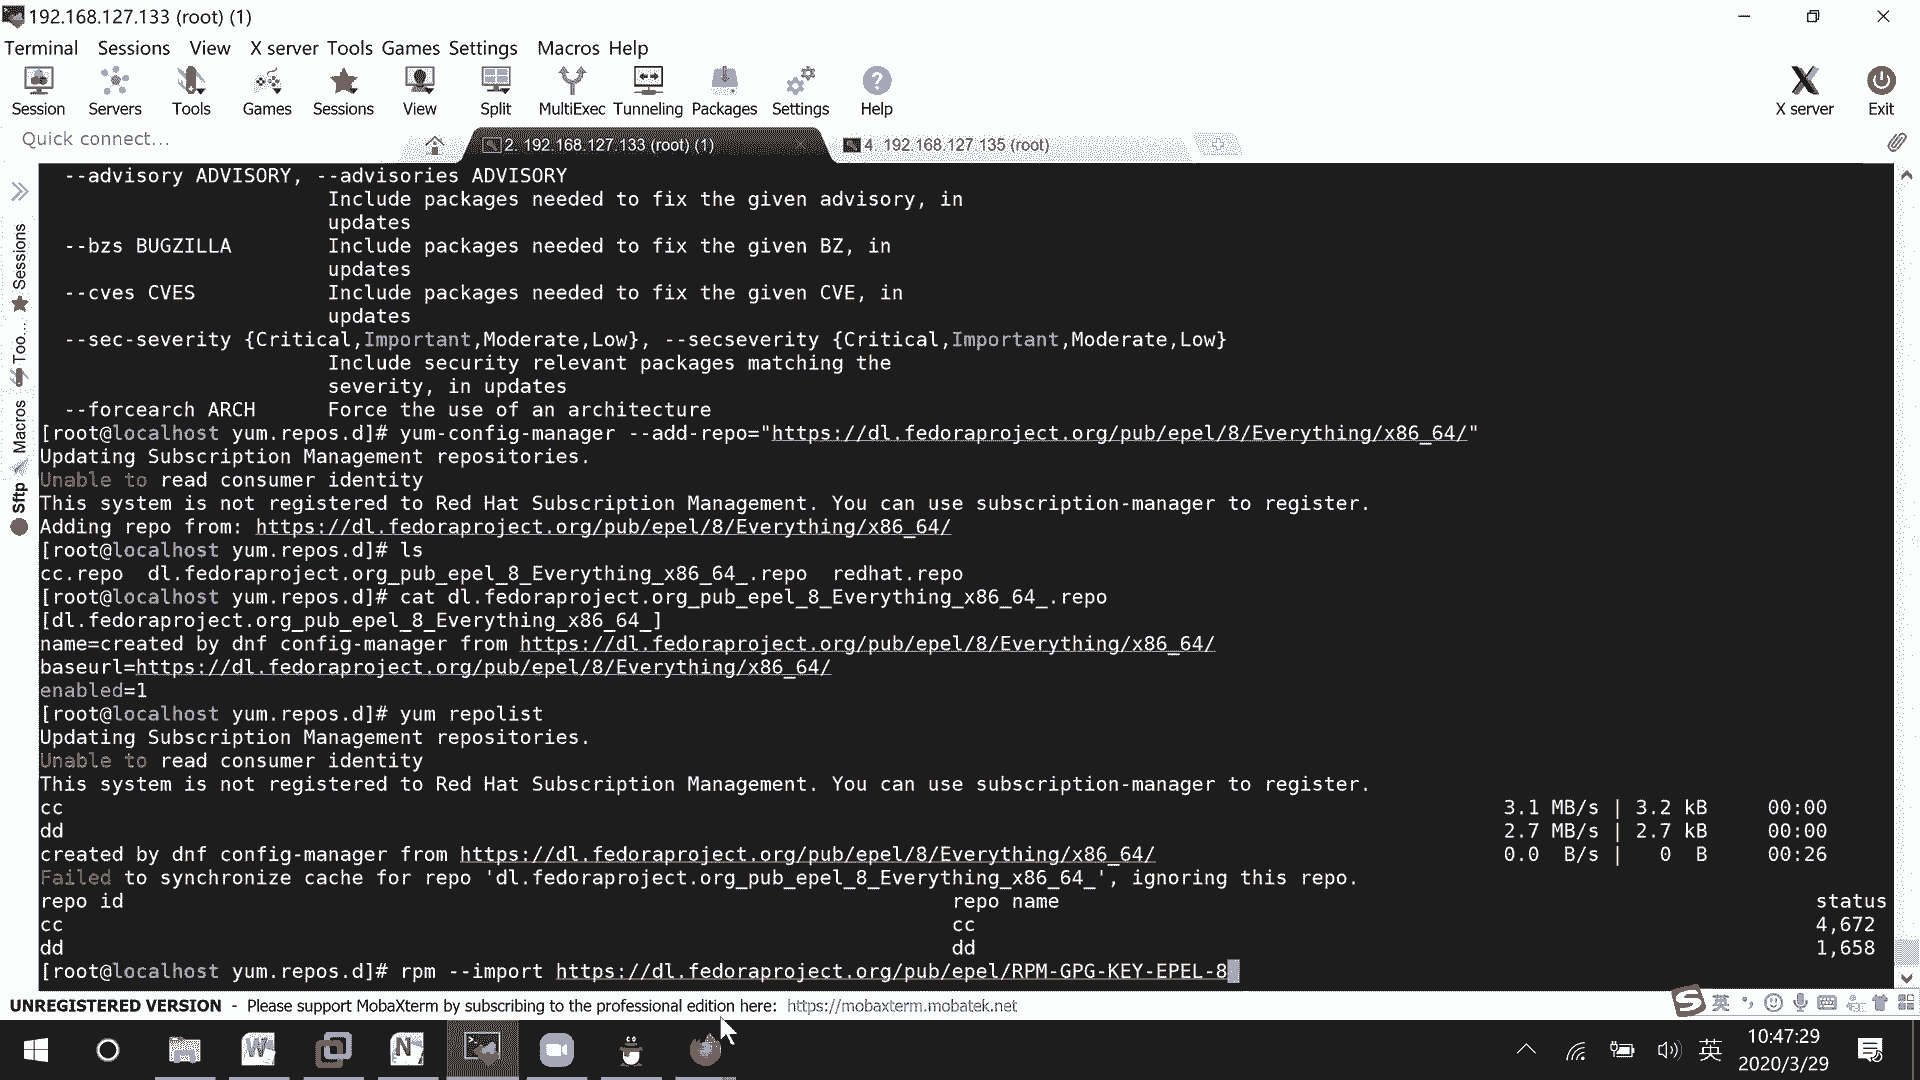 192.168.127.133 (root) (1)
Terminal Sessions View X server Tools Games Settings Macros Help
Session Servers Tools Games Sessions View Split MultiExec Tunneling Packages Settings Help X server Exit
Quick connect...
2. 192.168.127.133 (root) (1)
4. 192.168.127.135 (root)
Sessions
Too...
Macros
Sftp
--advisory ADVISORY, --advisories ADVISORY
Include packages needed to fix the given advisory, in
updates
--bzs BUGZILLA Include packages needed to fix the given BZ, in
updates
--cves CVES Include packages needed to fix the given CVE, in
updates
--sec-severity {Critical,Important,Moderate,Low}, --secseverity {Critical,Important,Moderate,Low}
Include security relevant packages matching the
severity, in updates
--forcearch ARCH Force the use of an architecture
[root@localhost yum.repos.d]# yum-config-manager --add-repo="https://dl.fedoraproject.org/pub/epel/8/Everything/x86_64/"
Updating Subscription Management repositories.
Unable to read consumer identity
This system is not registered to Red Hat Subscription Management. You can use subscription-manager to register.
Adding repo from: https://dl.fedoraproject.org/pub/epel/8/Everything/x86_64/
[root@localhost yum.repos.d]# ls
cc.repo dl.fedoraproject.org_pub_epel_8_Everything_x86_64_.repo redhat.repo
[root@localhost yum.repos.d]# cat dl.fedoraproject.org_pub_epel_8_Everything_x86_64_.repo
[dl.fedoraproject.org_pub_epel_8_Everything_x86_64_]
name=created by dnf config-manager from https://dl.fedoraproject.org/pub/epel/8/Everything/x86_64/
baseurl=https://dl.fedoraproject.org/pub/epel/8/Everything/x86_64/
enabled=1
[root@localhost yum.repos.d]# yum repolist
Updating Subscription Management repositories.
Unable to read consumer identity
This system is not registered to Red Hat Subscription Management. You can use subscription-manager to register.
cc 3.1 MB/s | 3.2 kB 00:00
dd 2.7 MB/s | 2.7 kB 00:00
created by dnf config-manager from https://dl.fedoraproject.org/pub/epel/8/Everything/x86_64/ 0.0 B/s | 0 B 00:26
Failed to synchronize cache for repo 'dl.fedoraproject.org_pub_epel_8_Everything_x86_64_', ignoring this repo.
repo id repo name status
cc cc 4,672
dd dd 1,658
[root@localhost yum.repos.d]# rpm --import https://dl.fedoraproject.org/pub/epel/RPM-GPG-KEY-EPEL-8
UNREGISTERED VERSION - Please support MobaXterm by subscribing to the professional edition here: https://mobaxterm.mobatek.net
英
英
10:47:29
2020/3/29